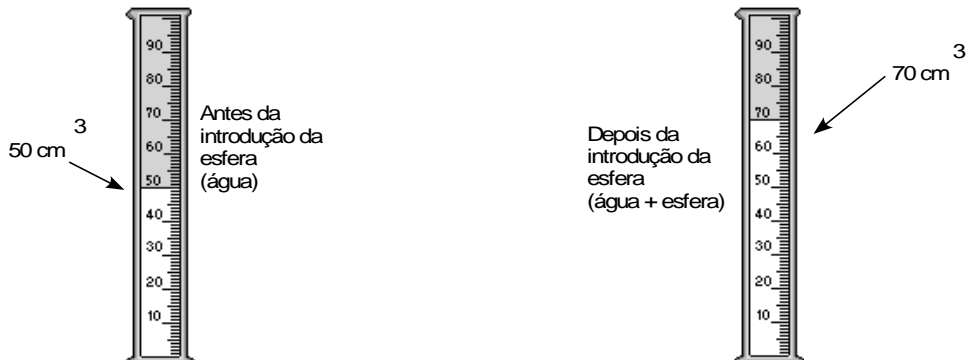 90
80
70
60
50
40
30
20
10
3
50 cm
Antes da
introdução da
esfera
(água)
Depois da
introdução da
esfera
(água + esfera)
90
80
70
60
50
40
30
20
10
3
70 cm